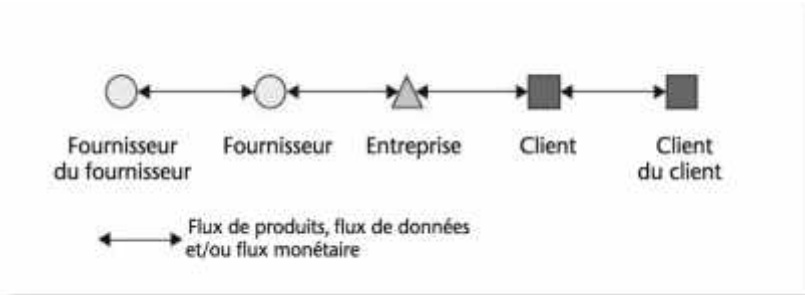 Fournisseur
du fournisseur
Fournisseur
Entreprise
Client
Client
du client
Flux de produits, flux de données
et/ou flux monétaire